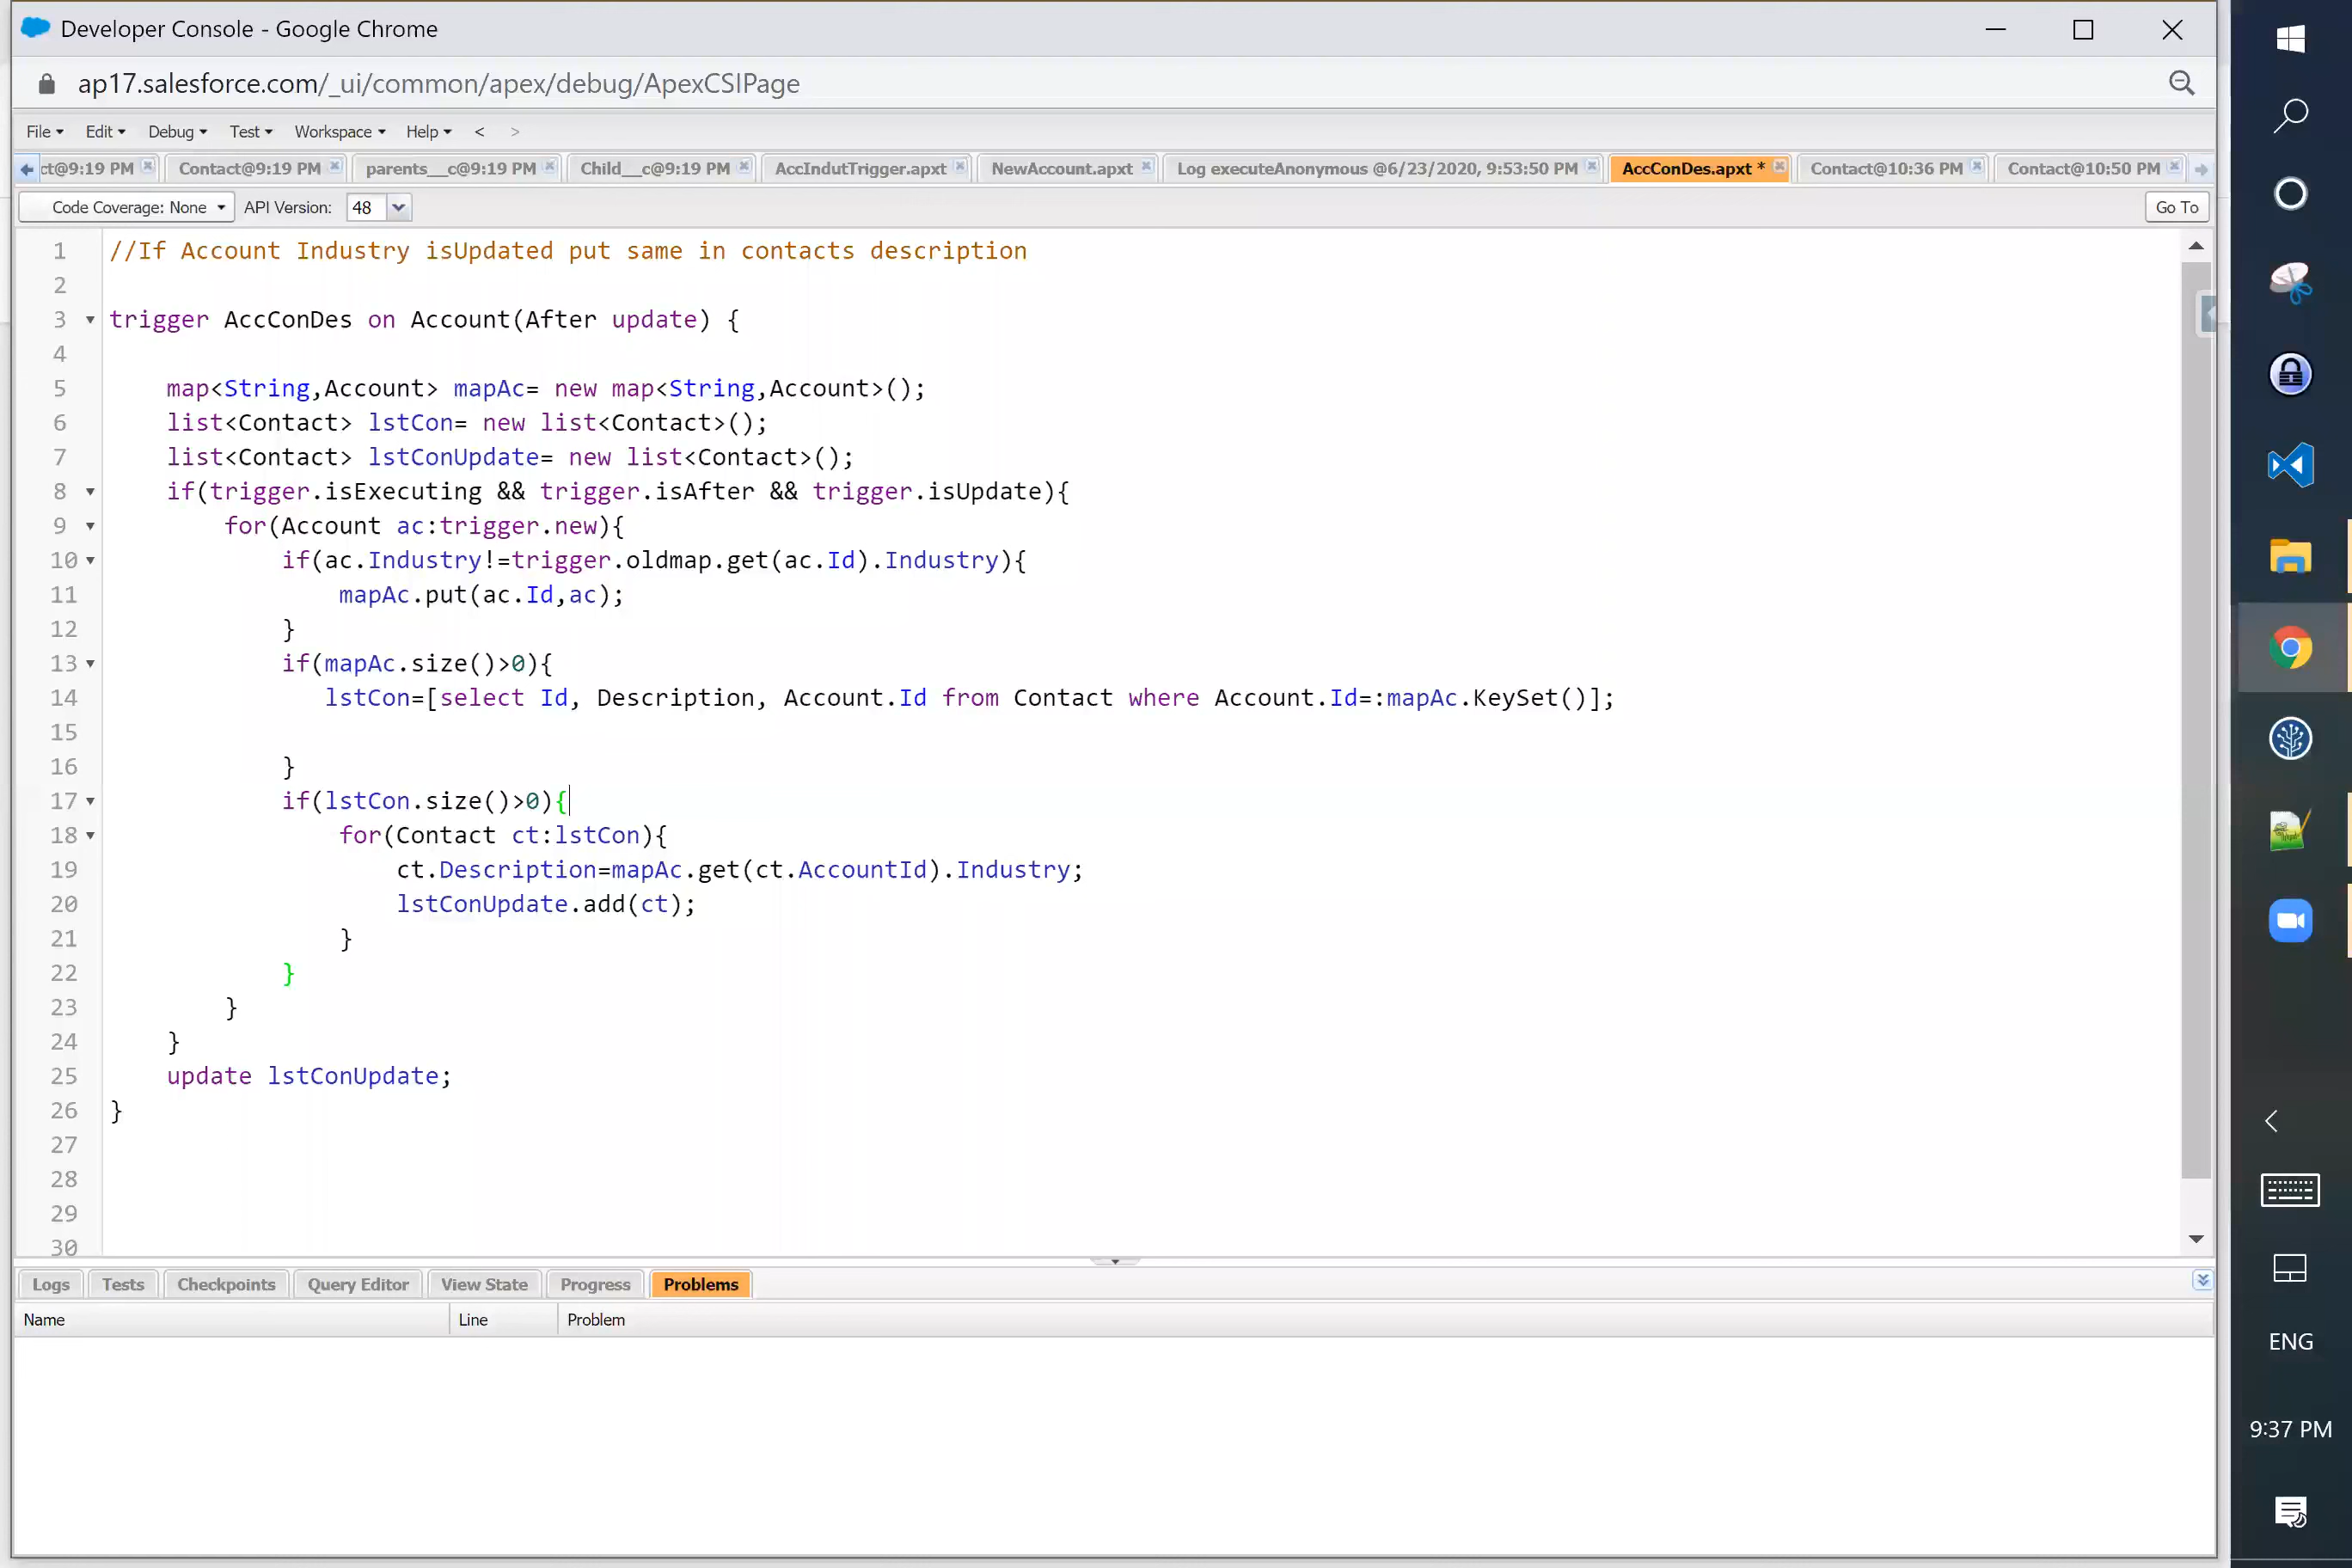 Developer Console - Google Chrome
ap17.salesforce.com/_ui/common/apex/debug/ApexCSIPage
File Edit Debug Test Workspace Help < >
ct@9:19 PM Contact@9:19 PM parents__c@9:19 PM Child__c@9:19 PM AccIndutTrigger.apxt NewAccount.apxt Log executeAnonymous @6/23/2020, 9:53:50 PM AccConDes.apxt * Contact@10:36 PM Contact@10:50 PM
Code Coverage: None API Version: 48 Go To
1 //If Account Industry isUpdated put same in contacts description
2
3 trigger AccConDes on Account(After update) {
4
5 map<String,Account> mapAc= new map<String,Account>();
6 list<Contact> lstCon= new list<Contact>();
7 list<Contact> lstConUpdate= new list<Contact>();
8 if(trigger.isExecuting && trigger.isAfter && trigger.isUpdate){
9 for(Account ac:trigger.new){
10 if(ac.Industry!=trigger.oldmap.get(ac.Id).Industry){
11 mapAc.put(ac.Id,ac);
12 }
13 if(mapAc.size()>0){
14 lstCon=[select Id, Description, Account.Id from Contact where Account.Id=:mapAc.KeySet()];
15
16 }
17 if(lstCon.size()>0){
18 for(Contact ct:lstCon){
19 ct.Description=mapAc.get(ct.AccountId).Industry;
20 lstConUpdate.add(ct);
21 }
22 }
23 }
24 }
25 update lstConUpdate;
26 }
27
28
29
30
Logs Tests Checkpoints Query Editor View State Progress Problems
Name Line Problem
ENG
9:37 PM